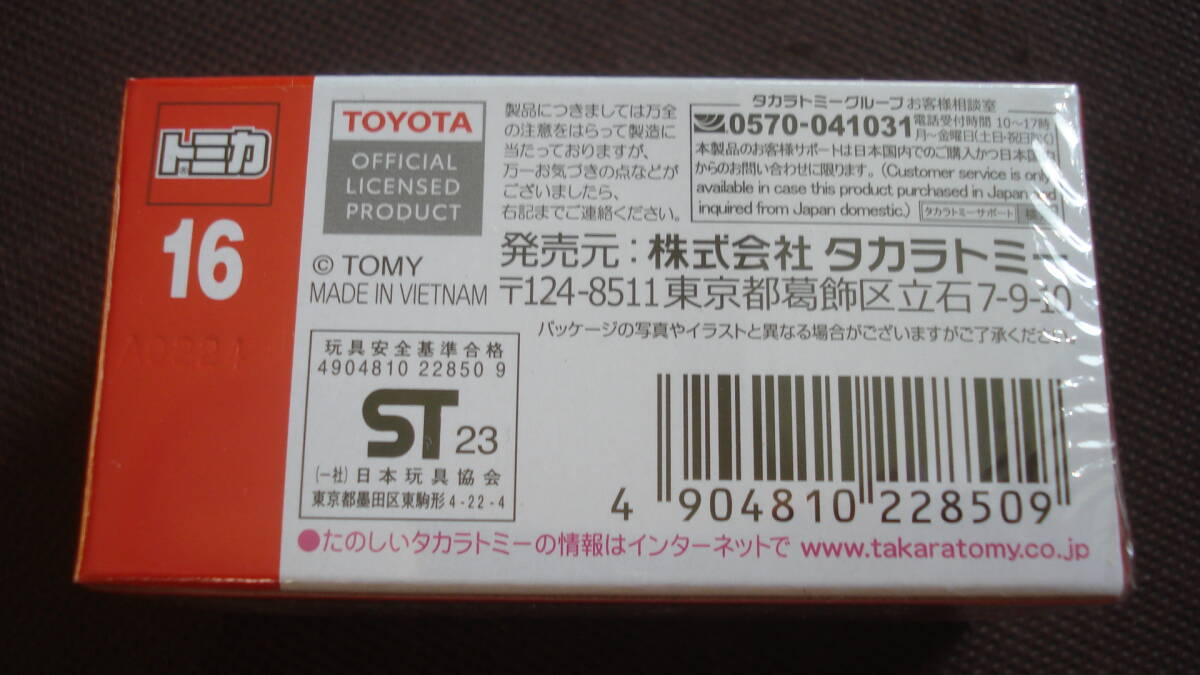 トミカ
16
TOYOTA
OFFICIAL
LICENSED
PRODUCT
© TOMY
MADE IN VIETNAM
製品につきましては万全
の注意をはらって製造に
当たっておりますが、
万一お気づきの点などが
ございましたら、
右記までご連絡ください。
タカラトミーグループお客様相談室
0570-041031 電話受付時間 10〜17時
月〜金曜日(土日・祝日
本製品のお客様サポートは日本国内でのご購入かつ日本国内
からのお問い合わせに限ります。(Customer service is only
available in case this product purchased in Japan and
inquired from Japan domestic.) タカラトミーサポート
発売元:株式会社 タカラトミー
〒124-8511 東京都葛飾区立石7-9-10
パッケージの写真やイラストと異なる場合がございますがご了承ください。
玩具安全基準合格
4904810 22850 9
ST 23
(一社)日本玩具協会
東京都墨田区東駒形4-22-4
4 904810 228509
●たのしいタカラトミーの情報はインターネットで www.takaratomy.co.jp